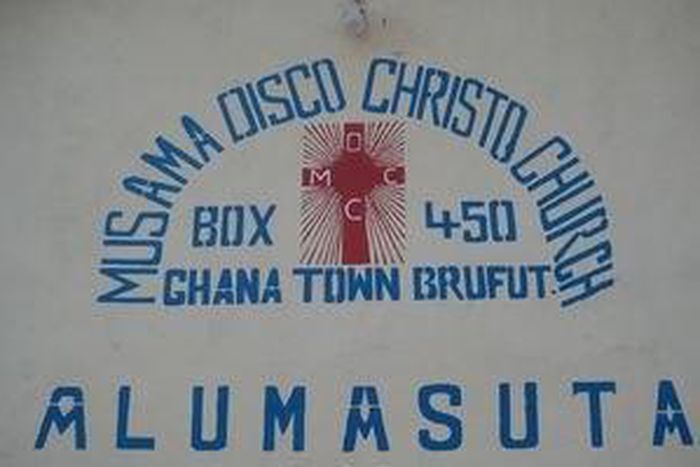 MUSAMA DISCO CHRISTO CHURCH
D
M C
C
BOX 450
GHANA TOWN BRUFUT.
ALUMASUTA